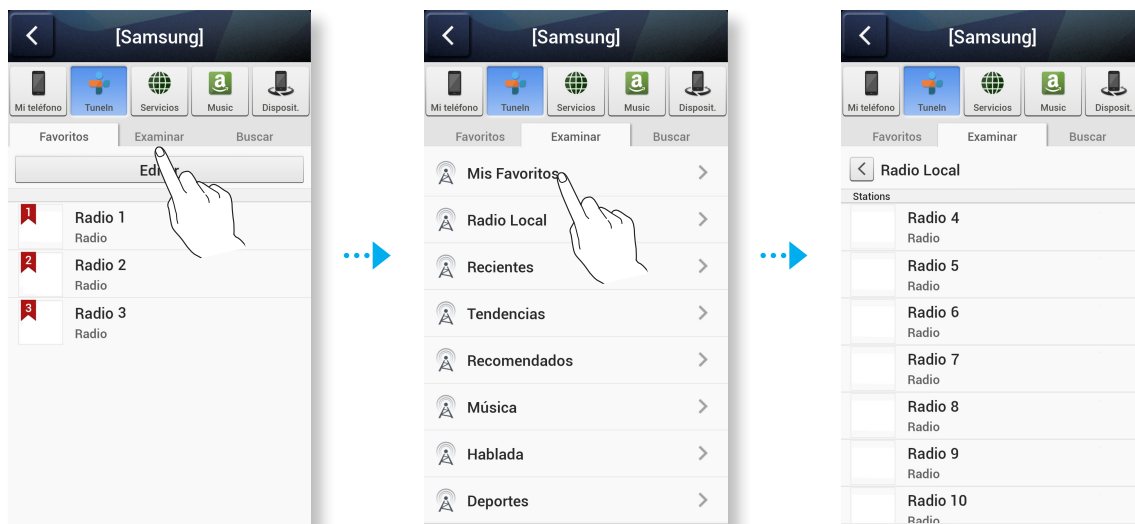 [Samsung]
Mi teléfono
TuneIn
Servicios
Music
Disposit.
Favoritos
Examinar
Buscar
1
Radio 1
Radio
2
Radio 2
Radio
3
Radio 3
Radio
[Samsung]
Mi teléfono
TuneIn
Servicios
Music
Disposit.
Favoritos
Examinar
Buscar
Mis Favoritos
Radio Local
Recientes
Tendencias
Recomendados
Música
Hablada
Deportes
[Samsung]
Mi teléfono
TuneIn
Servicios
Music
Disposit.
Favoritos
Examinar
Buscar
Radio Local
Stations
Radio 4
Radio
Radio 5
Radio
Radio 6
Radio
Radio 7
Radio
Radio 8
Radio
Radio 9
Radio
Radio 10
Radio